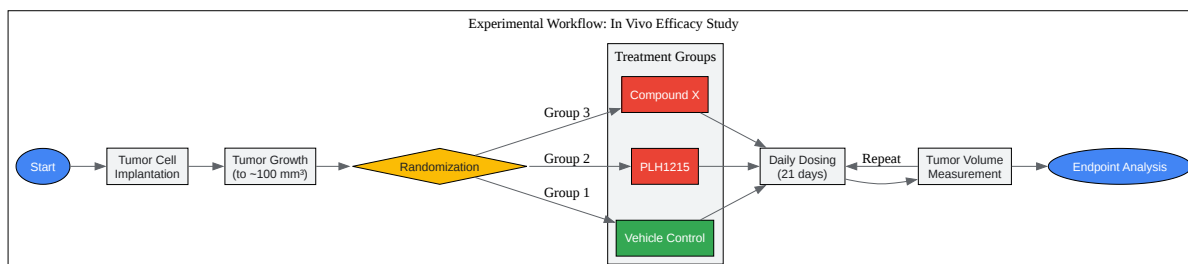 Experimental Workflow: In Vivo Efficacy Study
Treatment Groups
Start
Tumor Cell
Implantation
Tumor Growth
(to ~100 mm³)
Randomization
Group 3
Group 2
Group 1
Compound X
PLH1215
Vehicle Control
Daily Dosing
(21 days)
Repeat
Tumor Volume
Measurement
Endpoint Analysis